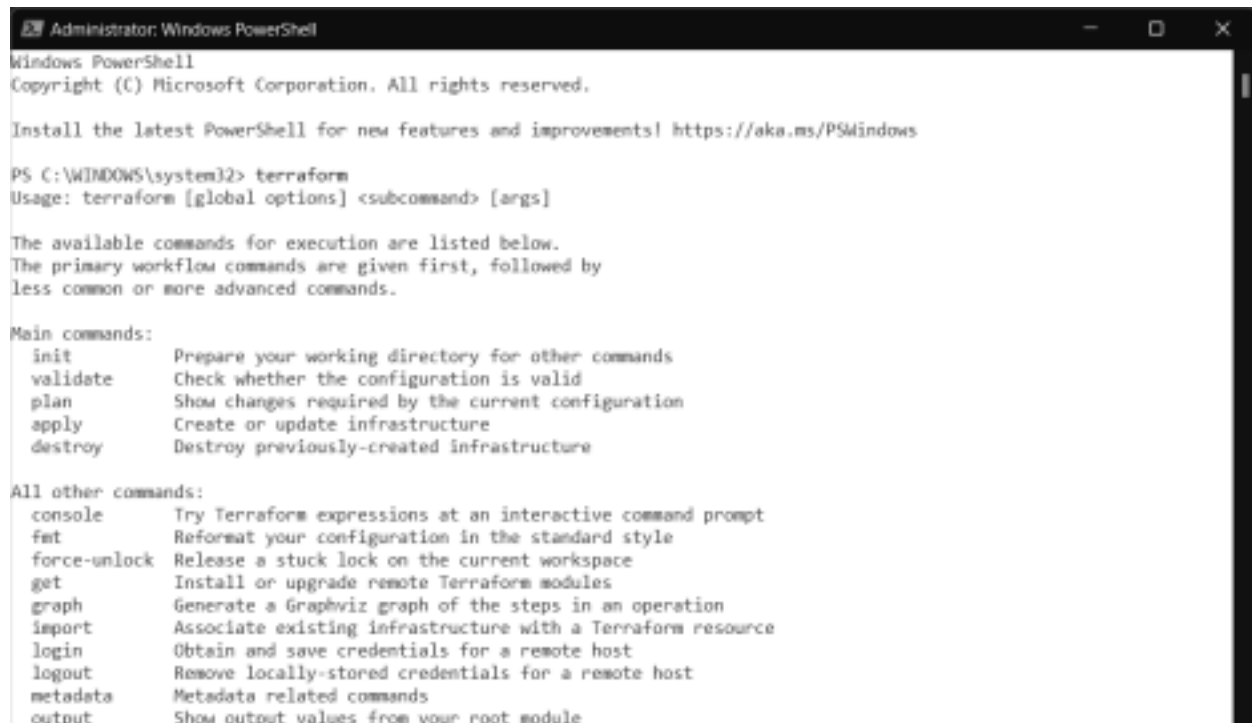 Administrator: Windows PowerShell
Windows PowerShell
Copyright (C) Microsoft Corporation. All rights reserved.
Install the latest PowerShell for new features and improvements! https://aka.ms/PSWindows
PS C:\WINDOWS\system32> terraform
Usage: terraform [global options] <subcommand> [args]
The available commands for execution are listed below.
The primary workflow commands are given first, followed by
less common or more advanced commands.
Main commands:
init Prepare your working directory for other commands
validate Check whether the configuration is valid
plan Show changes required by the current configuration
apply Create or update infrastructure
destroy Destroy previously-created infrastructure
All other commands:
console Try Terraform expressions at an interactive command prompt
fmt Reformat your configuration in the standard style
force-unlock Release a stuck lock on the current workspace
get Install or upgrade remote Terraform modules
graph Generate a Graphviz graph of the steps in an operation
import Associate existing infrastructure with a Terraform resource
login Obtain and save credentials for a remote host
logout Remove locally-stored credentials for a remote host
metadata Metadata related commands
output Show output values from your root module